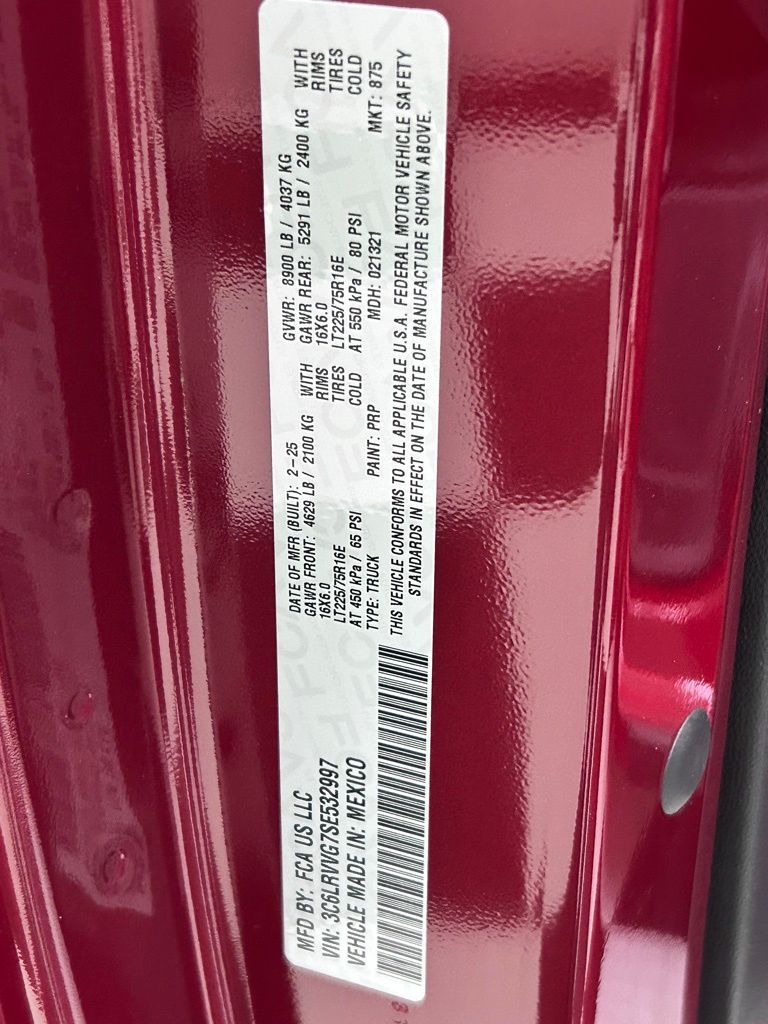 MFD BY: FCA US LLC
VIN: 3C6LRVVG7SE532997
VEHICLE MADE IN: MEXICO
DATE OF MFR (BUILT): 2-25 GVWR: 8900 LB / 4037 KG
GAWR FRONT: 4629 LB / 2100 KG WITH GAWR REAR: 5291 LB / 2400 KG WITH
16X6.0 RIMS 16X6.0 RIMS
LT225/75R16E TIRES LT225/75R16E TIRES
AT 450 kPa / 65 PSI COLD AT 550 kPa / 80 PSI COLD
TYPE: TRUCK PAINT: PRP MDH: 021321 MKT: 875
THIS VEHICLE CONFORMS TO ALL APPLICABLE U.S.A. FEDERAL MOTOR VEHICLE SAFETY
STANDARDS IN EFFECT ON THE DATE OF MANUFACTURE SHOWN ABOVE.